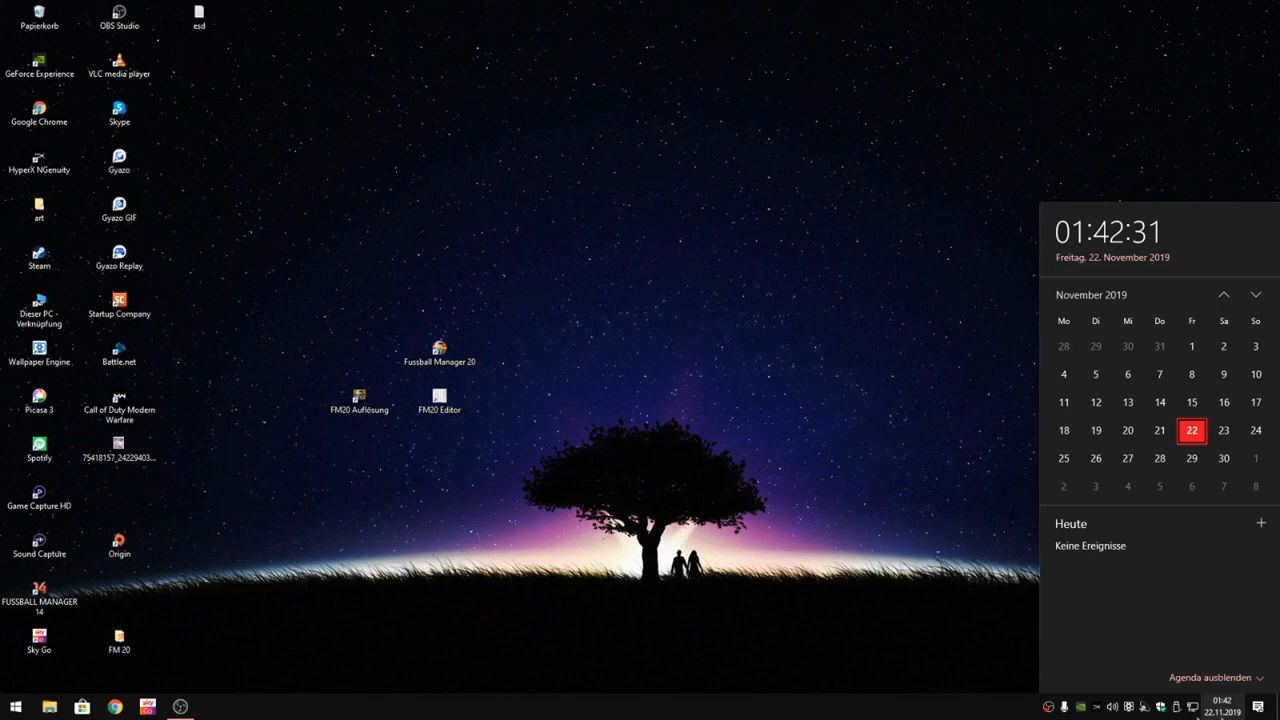 Papierkorb
OBS Studio
esd
GeForce Experience
VLC media player
Google Chrome
Skype
HyperX NGenuity
Gyazo
art
Gyazo GIF
Steam
Gyazo Replay
Dieser PC -
Verknüpfung
Startup Company
Wallpaper Engine
Battle.net
Picasa 3
Call of Duty Modern
Warfare
Spotify
75418157_24229403...
Game Capture HD
Sound Capture
Origin
FUSSBALL MANAGER
14
Sky Go
FM 20
Fussball Manager 20
FM20 Auflösung
FM20 Editor
01:42:31
Freitag, 22. November 2019
November 2019
Mo Di Mi Do Fr Sa So
28 29 30 31 1 2 3
4 5 6 7 8 9 10
11 12 13 14 15 16 17
18 19 20 21 22 23 24
25 26 27 28 29 30 1
2 3 4 5 6 7 8
Heute
Keine Ereignisse
Agenda ausblenden
01:42
22.11.2019